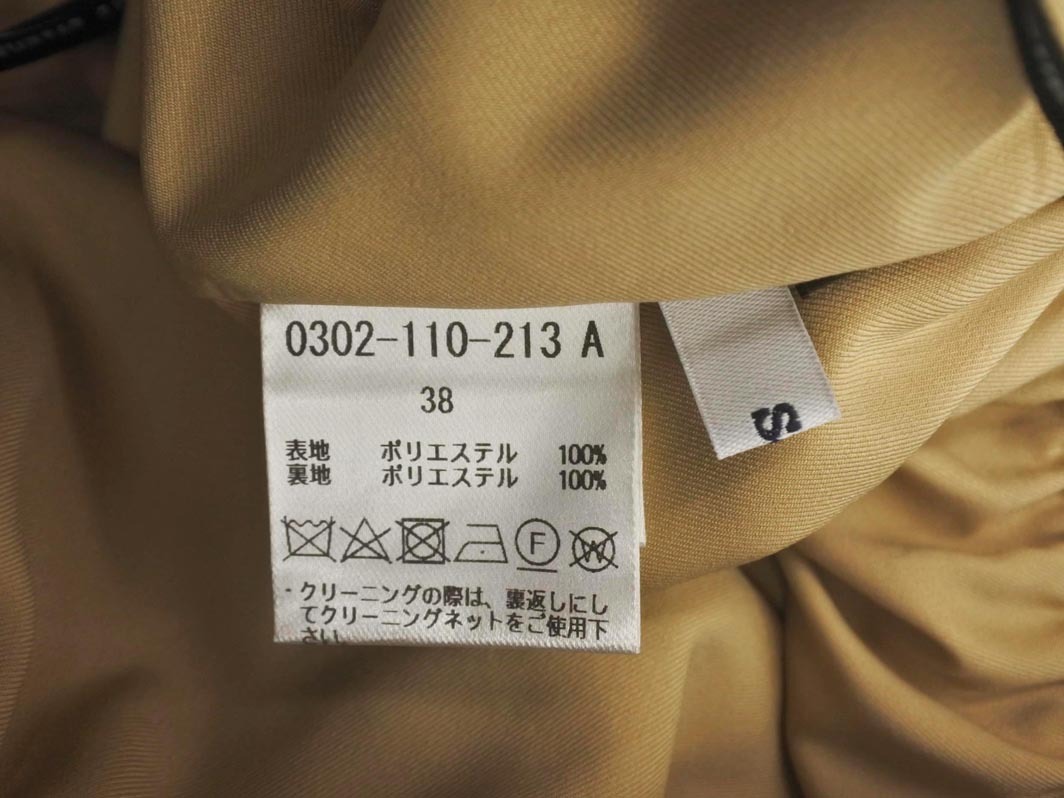 0302-110-213 A
38
表地 ポリエステル 100%
裏地 ポリエステル 100%
F
W
・クリーニングの際は、裏返しにし
てクリーニングネットをご使用下
さい
S